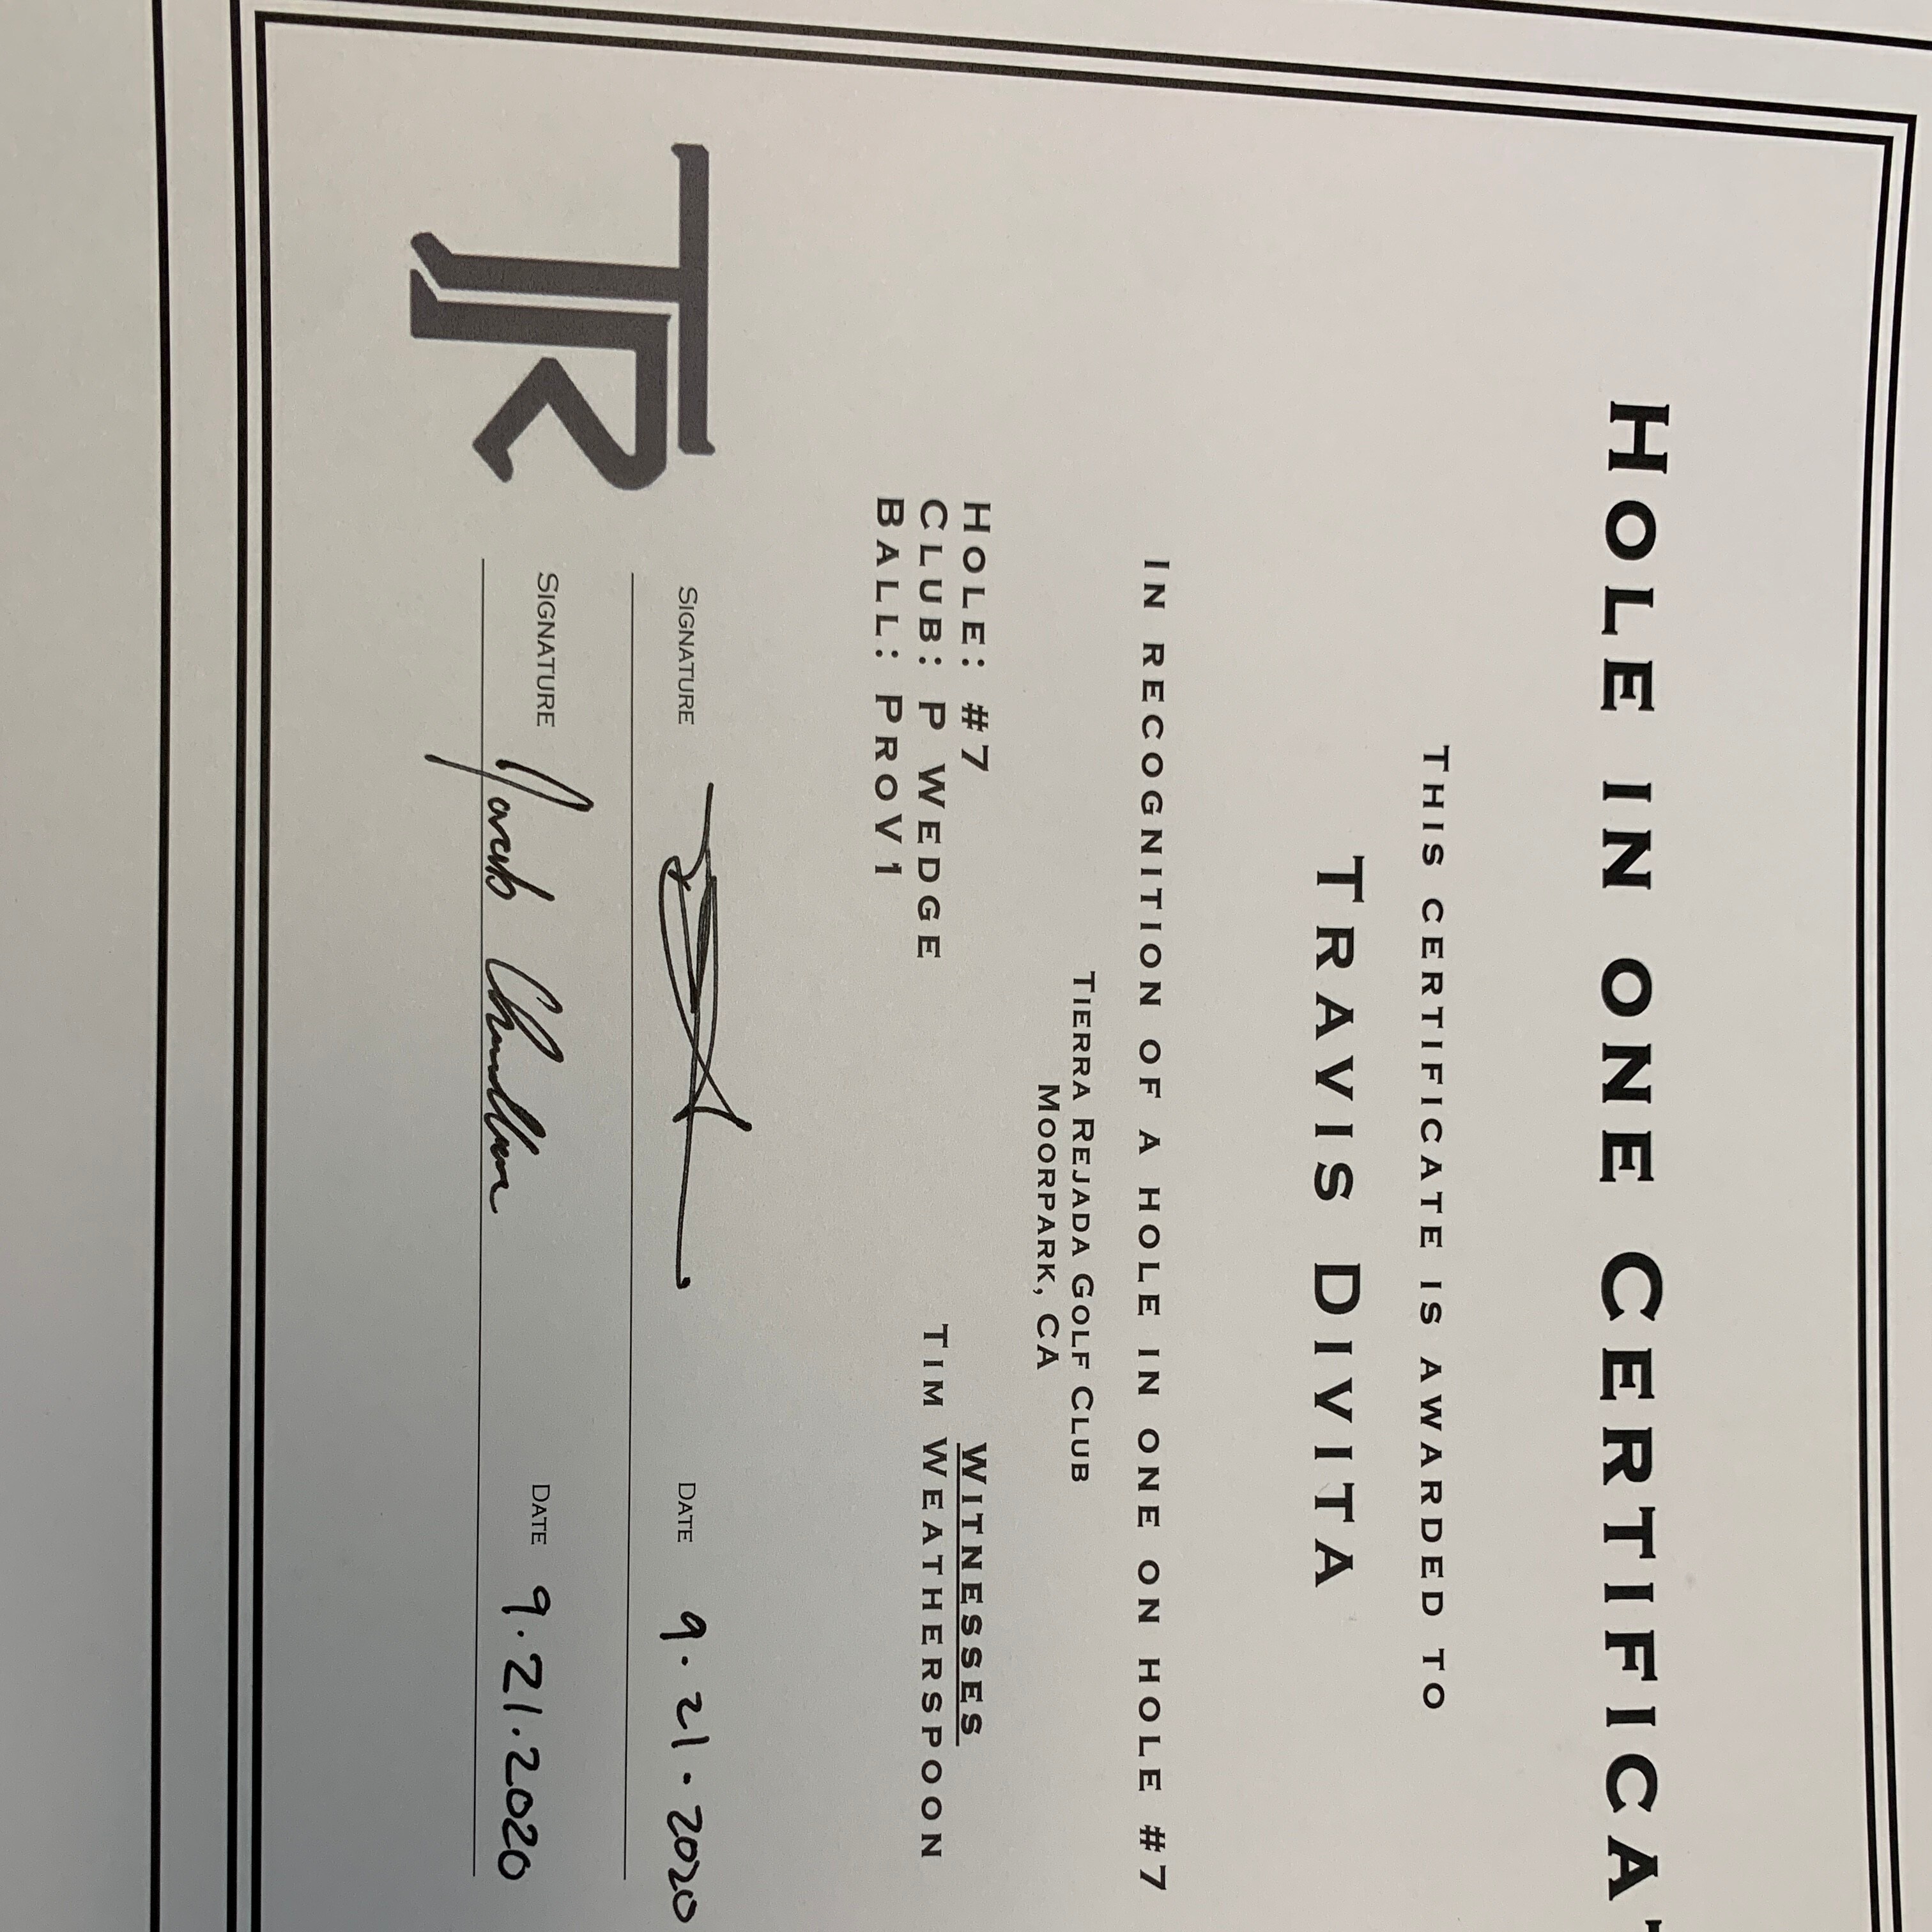 HOLE IN ONE CERTIFICAT
THIS CERTIFICATE IS AWARDED TO
TRAVIS DIVITA
IN RECOGNITION OF A HOLE IN ONE ON HOLE #7
TIERRA REJADA GOLF CLUB
MOORPARK, CA
HOLE: #7
CLUB: P WEDGE
BALL: PROV1
WITNESSES
TIM WEATHERSPOON
TR
SIGNATURE DATE 9.21.2020
SIGNATURE Jacob DATE 9.21.2020